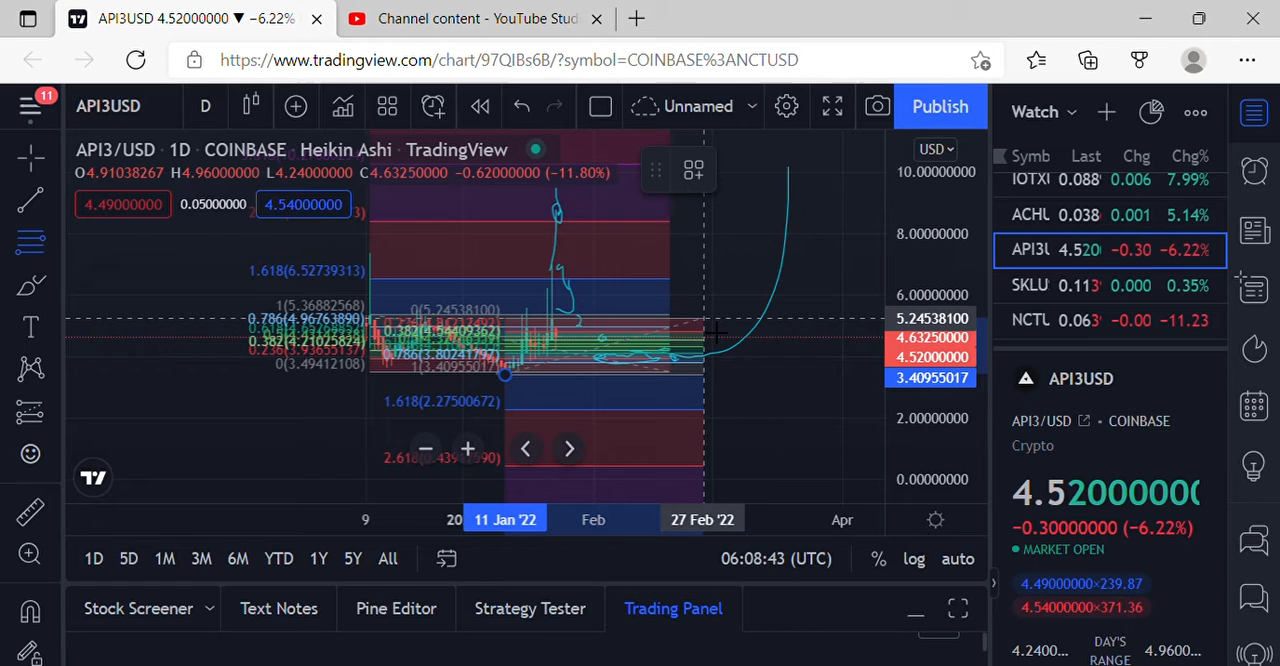 API3USD 4.52000000 ▼ −6.22%
Channel content - YouTube Stud
https://www.tradingview.com/chart/97QIBs6B/?symbol=COINBASE%3ANCTUSD
11
API3USD
D
Unnamed
Publish
Watch
API3/USD · 1D · COINBASE · Heikin Ashi · TradingView
O4.91038267 H4.96000000 L4.24000000 C4.63250000 −0.62000000 (−11.80%)
4.49000000 0.05000000 4.54000000
USD
10.00000000
8.00000000
6.00000000
5.24538100
4.63250000
4.52000000
3.40955017
2.00000000
0.00000000
1.618(6.52739313)
1(5.36882568)
0.786(4.96763890)
0.382(4.21025824)
0.236(3.93655137)
0(3.49412108)
0(5.24538100)
0.382(4.54409362)
0.786(3.80241797)
1(3.40955017)
1.618(2.27500672)
9
20
11 Jan '22
Feb
27 Feb '22
Apr
1D 5D 1M 3M 6M YTD 1Y 5Y All
06:08:43 (UTC)
% log auto
Stock Screener
Text Notes
Pine Editor
Strategy Tester
Trading Panel
Symb Last Chg Chg%
IOTXI 0.088 0.006 7.99%
ACHU 0.038 0.001 5.14%
API3U 4.520 −0.30 −6.22%
SKLU 0.113 0.000 0.35%
NCTU 0.063 −0.00 −11.23
API3USD
API3/USD · COINBASE
Crypto
4.52000000
−0.30000000 (−6.22%)
MARKET OPEN
4.49000000×239.87
4.54000000×371.36
4.2400... DAY'S RANGE 4.9600...